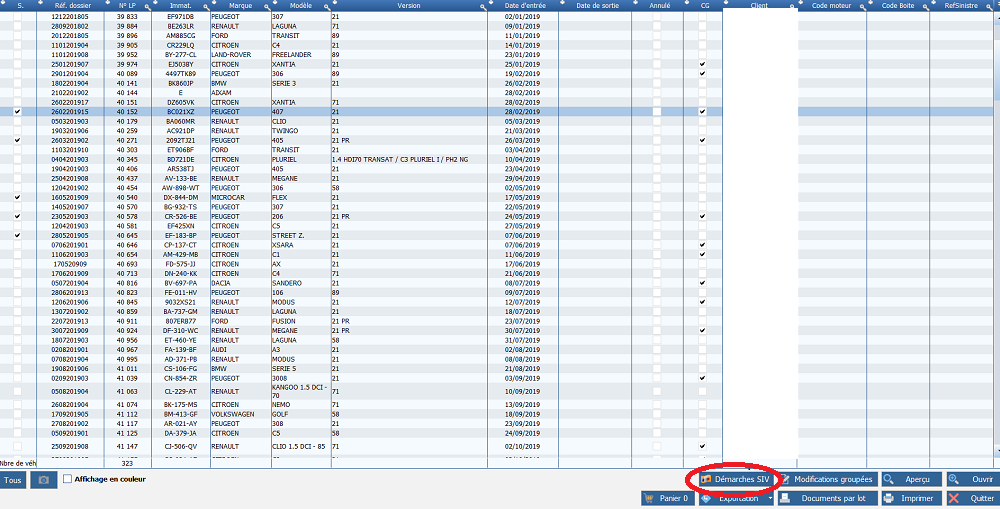 S. Réf. dossier N° LP Immat. Marque Modèle Version Date d'entrée Date de sortie Annulé CG Client Code moteur Code Boite RefSinistre
1212201805 39 833 EF971DB PEUGEOT 307 21 02/01/2019
2809201802 39 884 BE263LR RENAULT LAGUNA 71 09/01/2019
2012201805 39 896 AM885CG FORD TRANSIT 89 11/01/2019
1101201904 39 905 CR229LQ CITROEN C4 21 14/01/2019
1101201908 39 952 BY-277-CL LAND-ROVER FREELANDER 89 21/01/2019
2501201907 39 974 EJ5038Y CITROEN XANTIA 21 25/01/2019
2901201904 40 089 4497TK89 PEUGEOT 306 89 19/02/2019
1802201904 40 141 BK860JP BMW SERIE 3 21 26/02/2019
2102201902 40 144 E AIXAM 28/02/2019
2602201917 40 151 DZ605VK CITROEN XANTIA 71 28/02/2019
2602201915 40 152 BC021XZ PEUGEOT 407 21 28/02/2019
0503201903 40 179 BA060MR RENAULT CLIO 21 05/03/2019
1903201906 40 259 AC921DP RENAULT TWINGO 21 21/03/2019
2603201902 40 271 2092TJ21 PEUGEOT 405 21 PR 26/03/2019
1103201910 40 303 ET906BF FORD TRANSIT 21 03/04/2019
0404201903 40 345 BD721DE CITROEN PLURIEL 1.4 HDI70 TRANSAT / C3 PLURIEL I / PH2 NG 10/04/2019
1904201903 40 406 AR538TJ PEUGEOT 405 21 23/04/2019
2504201908 40 437 AV-133-BE RENAULT MEGANE 21 29/04/2019
1204201902 40 454 AW-898-WT PEUGEOT 306 58 02/05/2019
1605201909 40 540 DX-844-DM MICROCAR FLEX 21 17/05/2019
1405201907 40 570 BG-932-TS PEUGEOT 307 21 22/05/2019
2305201903 40 578 CR-526-BE PEUGEOT 206 21 PR 24/05/2019
1204201903 40 581 EF425XN CITROEN C5 21 27/05/2019
2805201905 40 645 EF-183-BP PEUGEOT STREET Z. 21 07/06/2019
0706201901 40 646 CP-137-CT CITROEN XSARA 21 07/06/2019
1106201903 40 654 AM-429-MB CITROEN C1 21 11/06/2019
170520909 40 693 FD-575-JJ CITROEN AX 21 17/06/2019
1706201909 40 713 DN-240-KK CITROEN C4 71 21/06/2019
0507201904 40 816 BV-697-PA DACIA SANDERO 21 08/07/2019
2806201913 40 823 FE-011-HV PEUGEOT 106 89 09/07/2019
1206201906 40 845 9032XS21 RENAULT MODUS 21 12/07/2019
1307201902 40 859 BA-737-GM RENAULT LAGUNA 21 18/07/2019
2207201913 40 911 807ERB77 FORD FUSION 21 PR 23/07/2019
3007201909 40 924 DF-310-WC RENAULT MEGANE 21 PR 30/07/2019
1807201903 40 956 ET-460-YE RENAULT LAGUNA 58 31/07/2019
0208201901 40 967 FA-139-BF AUDI A3 21 02/08/2019
0708201904 40 995 AD-371-PB RENAULT MODUS 21 08/08/2019
1908201906 41 011 CS-106-FG BMW SERIE 5 21 21/08/2019
0209201903 41 039 CN-854-ZR PEUGEOT 3008 21 03/09/2019
0508201904 41 063 CL-229-AT RENAULT KANGOO 1.5 DCI - 70 71 10/09/2019
2608201904 41 074 BK-175-MS CITROEN NEMO 71 13/09/2019
1709201905 41 112 BM-413-GF VOLKSWAGEN GOLF 58 18/09/2019
2708201902 41 117 AR-021-AY PEUGEOT 308 21 23/09/2019
0509201901 41 125 DA-379-JA CITROEN C5 58 24/09/2019
2509201908 41 147 CJ-506-QV RENAULT CLIO 1.5 DCI - 85 71 02/10/2019
Nbre de véh 323
Tous Affichage en couleur Démarches SIV Modifications groupées Aperçu Ouvrir
Panier 0 Exportation Documents par lot Imprimer Quitter